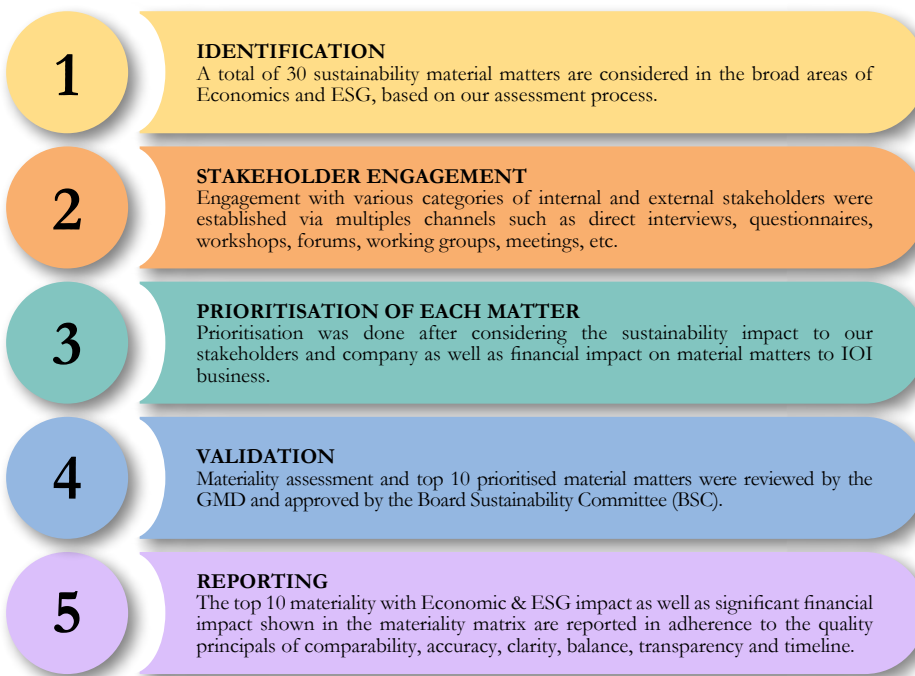 1
IDENTIFICATION
A total of 30 sustainability material matters are considered in the broad areas of
Economics and ESG, based on our assessment process.
2
STAKEHOLDER ENGAGEMENT
Engagement with various categories of internal and external stakeholders were
established via multiples channels such as direct interviews, questionnaires,
workshops, forums, working groups, meetings, etc.
3
PRIORITISATION OF EACH MATTER
Prioritisation was done after considering the sustainability impact to our
stakeholders and company as well as financial impact on material matters to IOI
business.
4
VALIDATION
Materiality assessment and top 10 prioritised material matters were reviewed by the
GMD and approved by the Board Sustainability Committee (BSC).
5
REPORTING
The top 10 materiality with Economic & ESG impact as well as significant financial
impact shown in the materiality matrix are reported in adherence to the quality
principals of comparability, accuracy, clarity, balance, transparency and timeline.